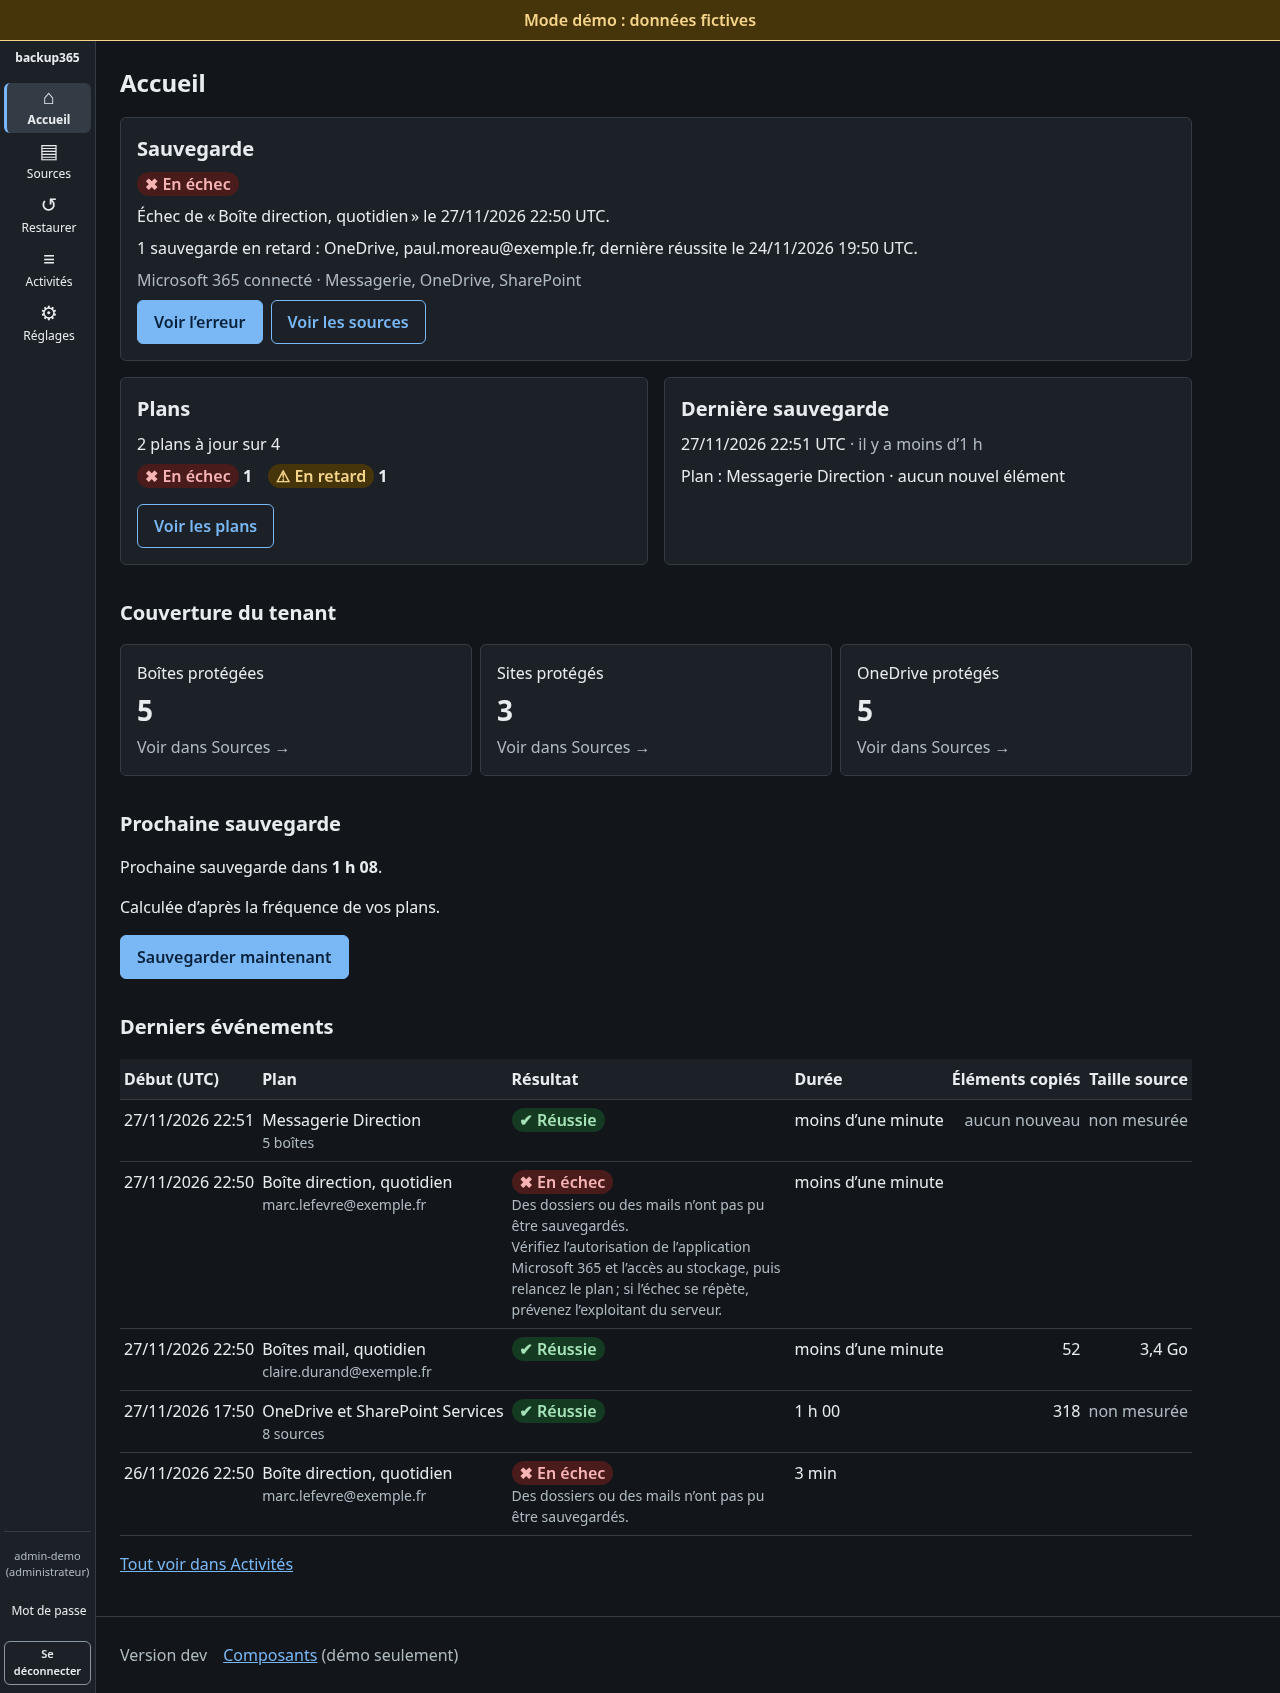 Mode démo : données fictives
backup365
Accueil
Sources
Restaurer
Activités
Réglages
admin-demo
(administrateur)
Mot de passe
Se
déconnecter
Accueil
Sauvegarde
✖ En échec
Échec de « Boîte direction, quotidien » le 27/11/2026 22:50 UTC.
1 sauvegarde en retard : OneDrive, paul.moreau@exemple.fr, dernière réussite le 24/11/2026 19:50 UTC.
Microsoft 365 connecté · Messagerie, OneDrive, SharePoint
Voir l’erreur
Voir les sources
Plans
2 plans à jour sur 4
✖ En échec 1 ⚠ En retard 1
Voir les plans
Dernière sauvegarde
27/11/2026 22:51 UTC · il y a moins d’1 h
Plan : Messagerie Direction · aucun nouvel élément
Couverture du tenant
Boîtes protégées
5
Voir dans Sources →
Sites protégés
3
Voir dans Sources →
OneDrive protégés
5
Voir dans Sources →
Prochaine sauvegarde
Prochaine sauvegarde dans 1 h 08.
Calculée d’après la fréquence de vos plans.
Sauvegarder maintenant
Derniers événements
Début (UTC) Plan Résultat Durée Éléments copiés Taille source
27/11/2026 22:51 Messagerie Direction ✔ Réussie moins d’une minute aucun nouveau non mesurée
5 boîtes
27/11/2026 22:50 Boîte direction, quotidien ✖ En échec moins d’une minute
marc.lefevre@exemple.fr Des dossiers ou des mails n’ont pas pu
être sauvegardés.
Vérifiez l’autorisation de l’application
Microsoft 365 et l’accès au stockage, puis
relancez le plan ; si l’échec se répète,
prévenez l’exploitant du serveur.
27/11/2026 22:50 Boîtes mail, quotidien ✔ Réussie moins d’une minute 52 3,4 Go
claire.durand@exemple.fr
27/11/2026 17:50 OneDrive et SharePoint Services ✔ Réussie 1 h 00 318 non mesurée
8 sources
26/11/2026 22:50 Boîte direction, quotidien ✖ En échec 3 min
marc.lefevre@exemple.fr Des dossiers ou des mails n’ont pas pu
être sauvegardés.
Tout voir dans Activités
Version dev Composants (démo seulement)